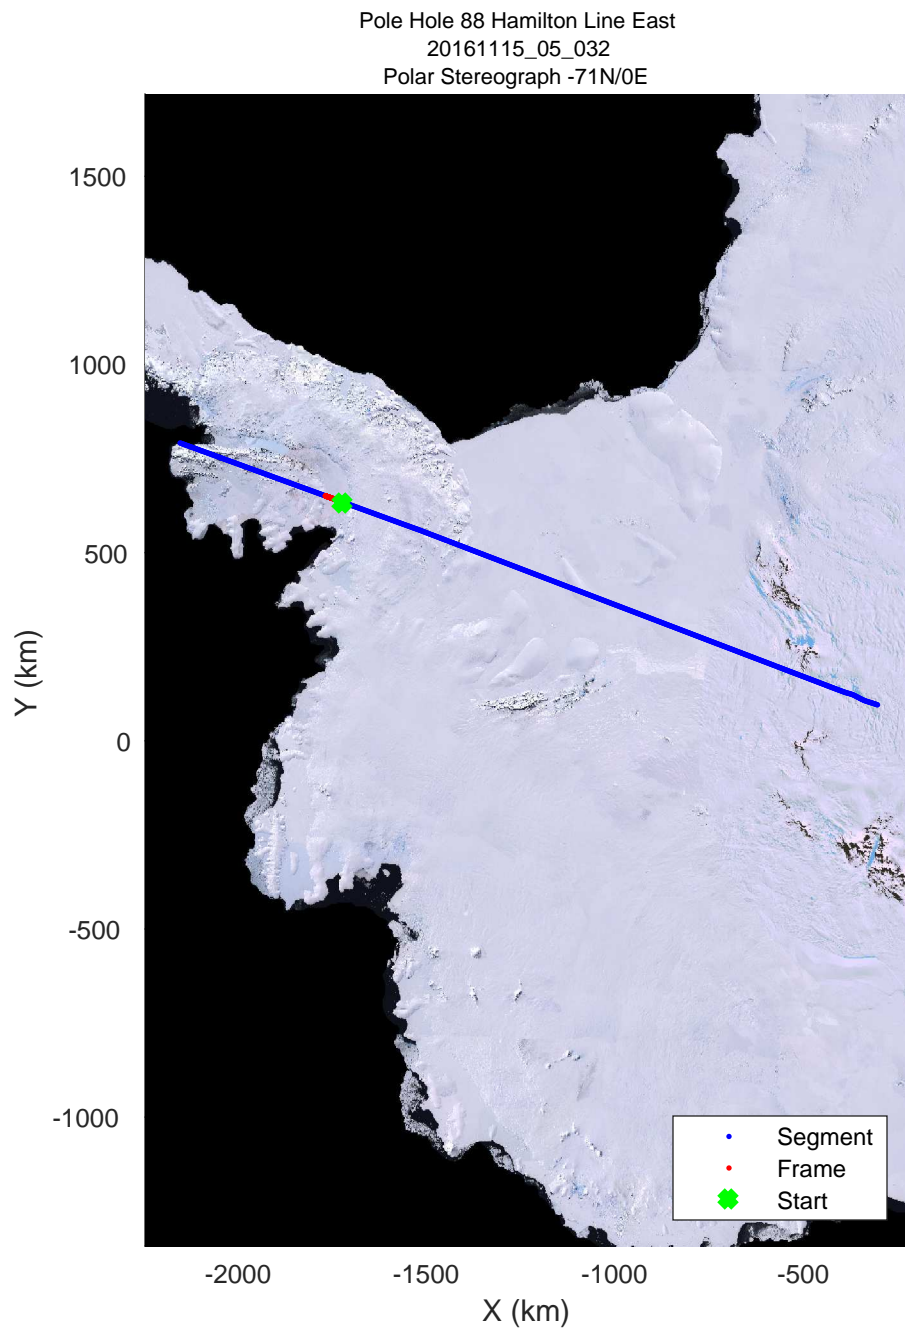 Pole Hole 88 Hamilton Line East
20161115_05_032
Polar Stereograph -71N/0E
1500
1000
500
0
-500
-1000
Y (km)
-2000 -1500 -1000 -500
X (km)
Segment
Frame
Start